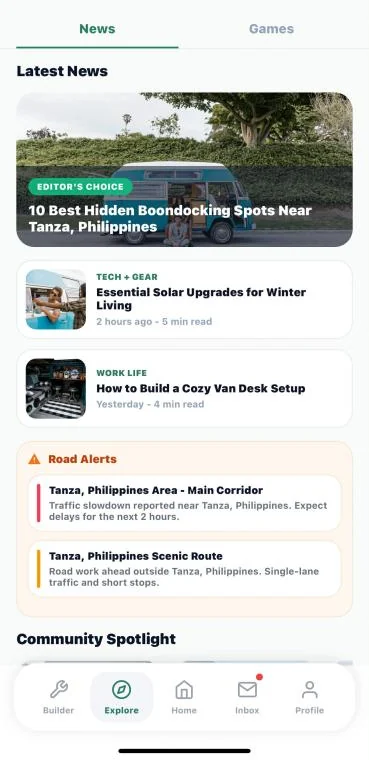 News
Games
Latest News
EDITOR'S CHOICE
10 Best Hidden Boondocking Spots Near
Tanza, Philippines
TECH + GEAR
Essential Solar Upgrades for Winter
Living
2 hours ago - 5 min read
WORK LIFE
How to Build a Cozy Van Desk Setup
Yesterday - 4 min read
Road Alerts
Tanza, Philippines Area - Main Corridor
Traffic slowdown reported near Tanza, Philippines. Expect
delays for the next 2 hours.
Tanza, Philippines Scenic Route
Road work ahead outside Tanza, Philippines. Single-lane
traffic and short stops.
Community Spotlight
Builder
Explore
Home
Inbox
Profile